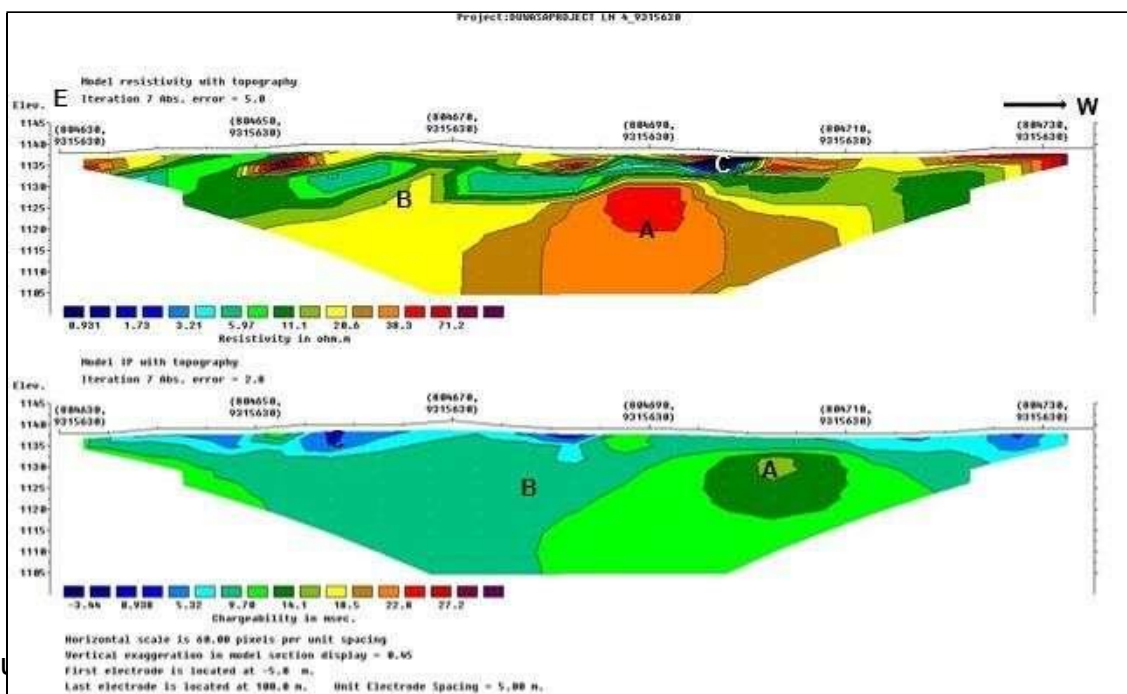 Project:DUWASAPROJECT LN 4_9315630
Model resistivity with topography
Iteration 7 Abs. error = 5.0
Elev. E W
1145
(804630, 9315630) (804650, 9315630) (804670, 9315630) (804690, 9315630) (804710, 9315630) (804730, 9315630)
1140
1135 C
1130
1125 B
1120 A
1115
1110
1105
0.931 1.73 3.21 5.97 11.1 20.6 38.3 71.2
Resistivity in ohm.m
Model IP with topography
Iteration 7 Abs. error = 2.0
Elev.
1145
(804630, 9315630) (804650, 9315630) (804670, 9315630) (804690, 9315630) (804710, 9315630) (804730, 9315630)
1140
1135 C
1130 A
1125 B
1120
1115
1110
1105
-3.44 0.938 5.32 9.70 14.1 18.5 22.8 27.2
Chargeability in msec.
Horizontal scale is 60.00 pixels per unit spacing
Vertical exaggeration in model section display = 0.45
First electrode is located at -5.0 m.
Last electrode is located at 100.0 m. Unit Electrode Spacing = 5.00 m.